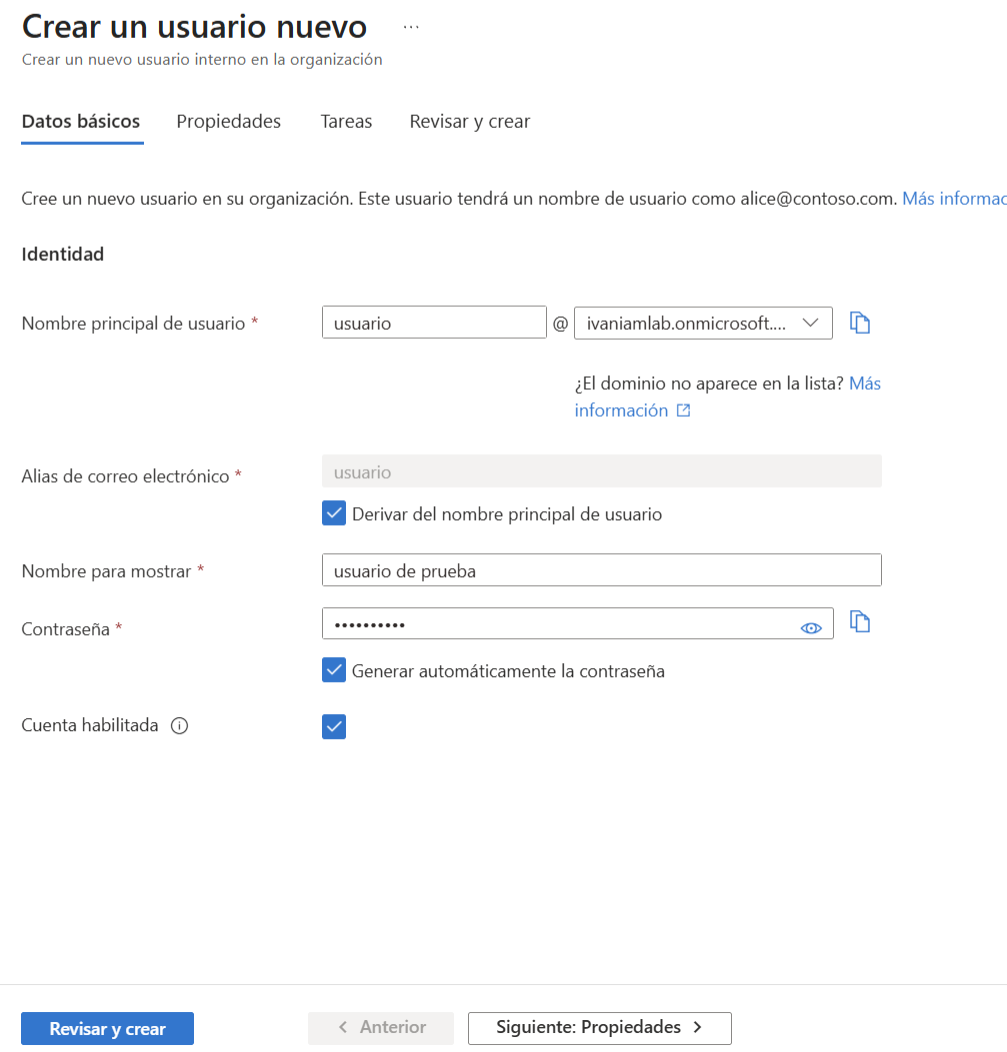 Crear un usuario nuevo ...
Crear un nuevo usuario interno en la organización
Datos básicos Propiedades Tareas Revisar y crear
Cree un nuevo usuario en su organización. Este usuario tendrá un nombre de usuario como alice@contoso.com. Más informac
Identidad
Nombre principal de usuario * usuario @ ivaniamlab.onmicrosoft....
¿El dominio no aparece en la lista? Más
información
Alias de correo electrónico * usuario
Derivar del nombre principal de usuario
Nombre para mostrar * usuario de prueba
Contraseña * ••••••••••
Generar automáticamente la contraseña
Cuenta habilitada
Revisar y crear < Anterior Siguiente: Propiedades >